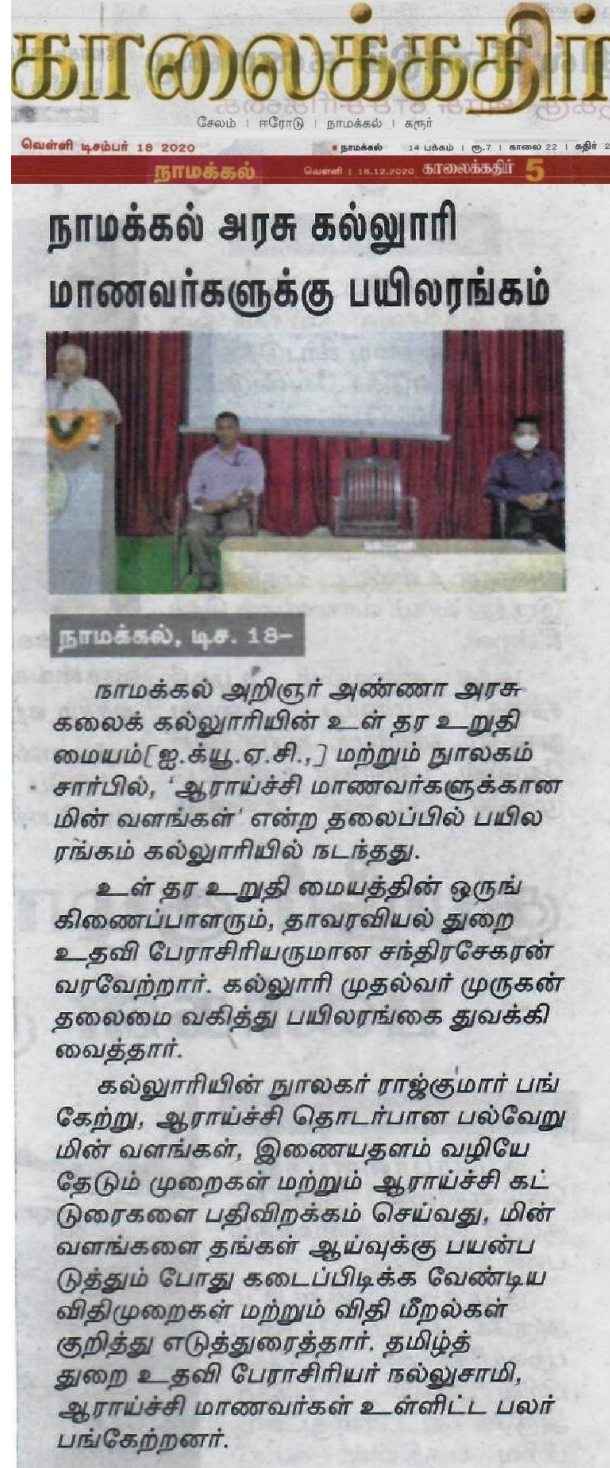 காலைக்கதிர்
சேலம் | ஈரோடு | நாமக்கல் | கரூர்
வெள்ளி டிசம்பர் 18 2020 ■ நாமக்கல் 14 பக்கம் | ரூ.7 | காலை 22 | கதிர் 2
நாமக்கல் வெள்ளி | 18.12.2020 காலைக்கதிர் 5
நாமக்கல் அரசு கல்லூரி
மாணவர்களுக்கு பயிலரங்கம்
நாமக்கல், டிச. 18–
நாமக்கல் அறிஞர் அண்ணா அரசு
கலைக் கல்லூரியின் உள் தர உறுதி
மையம்[ஐ.க்யூ.ஏ.சி.,] மற்றும் நூலகம்
சார்பில், ‘ஆராய்ச்சி மாணவர்களுக்கான
மின் வளங்கள்’ என்ற தலைப்பில் பயில
ரங்கம் கல்லூரியில் நடந்தது.
உள் தர உறுதி மையத்தின் ஒருங்
கிணைப்பாளரும், தாவரவியல் துறை
உதவி பேராசிரியருமான சந்திரசேகரன்
வரவேற்றார். கல்லூரி முதல்வர் முருகன்
தலைமை வகித்து பயிலரங்கை துவக்கி
வைத்தார்.
கல்லூரியின் நூலகர் ராஜ்குமார் பங்
கேற்று, ஆராய்ச்சி தொடர்பான பல்வேறு
மின் வளங்கள், இணையதளம் வழியே
தேடும் முறைகள் மற்றும் ஆராய்ச்சி கட்
டுரைகளை பதிவிறக்கம் செய்வது, மின்
வளங்களை தங்கள் ஆய்வுக்கு பயன்ப
டுத்தும் போது கடைப்பிடிக்க வேண்டிய
விதிமுறைகள் மற்றும் விதி மீறல்கள்
குறித்து எடுத்துரைத்தார். தமிழ்த்
துறை உதவி பேராசிரியர் நல்லுசாமி,
ஆராய்ச்சி மாணவர்கள் உள்ளிட்ட பலர்
பங்கேற்றனர்.